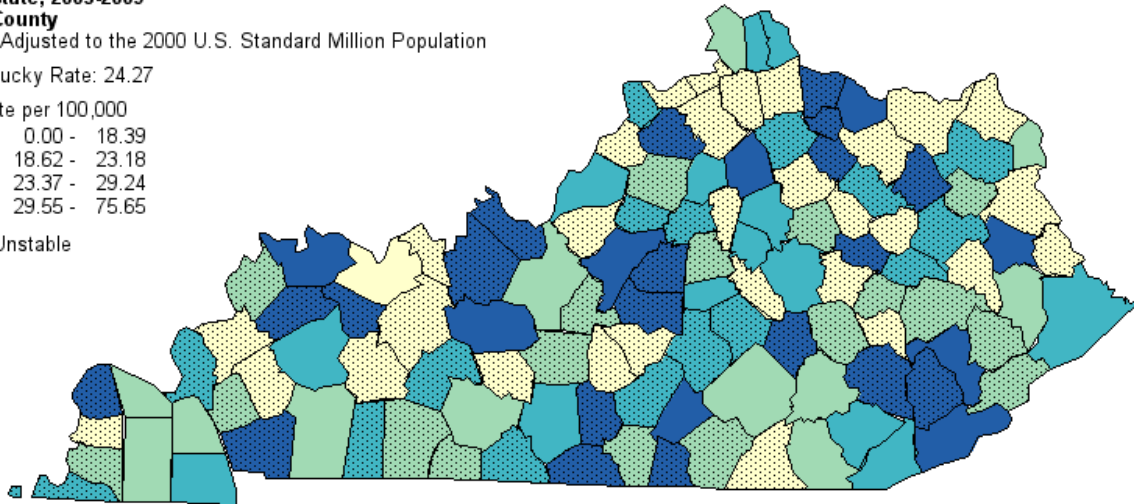 County
Adjusted to the 2000 U.S. Standard Million Population
ucky Rate: 24.27
te per 100,000
0.00 - 18.39
18.62 - 23.18
23.37 - 29.24
29.55 - 75.65
Unstable